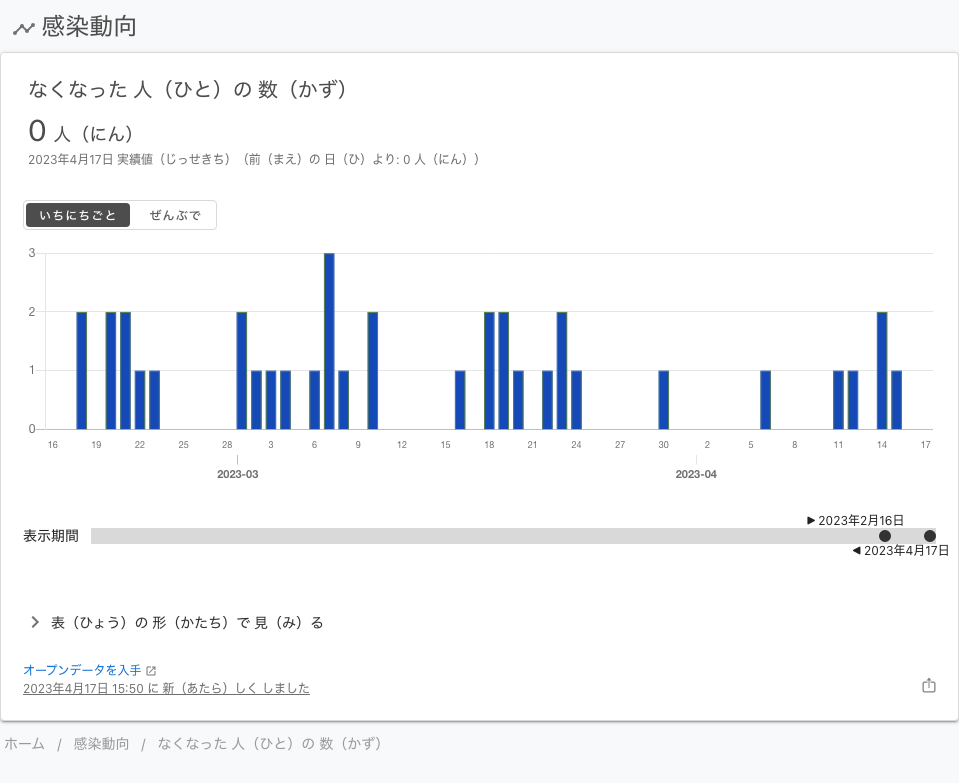 感染動向
なくなった 人（ひと）の 数（かず）
0 人（にん）
2023年4月17日 実績値（じっせきち）（前（まえ）の 日（ひ）より: 0 人（にん））
いちにちごと ぜんぶで
3
2
1
0
16 19 22 25 28 3 6 9 12 15 18 21 24 27 30 2 5 8 11 14 17
2023-03 2023-04
▶ 2023年2月16日
表示期間
◀ 2023年4月17日
表（ひょう）の 形（かたち）で 見（み）る
オープンデータを入手
2023年4月17日 15:50 に 新（あたら）しく しました
ホーム / 感染動向 / なくなった 人（ひと）の 数（かず）